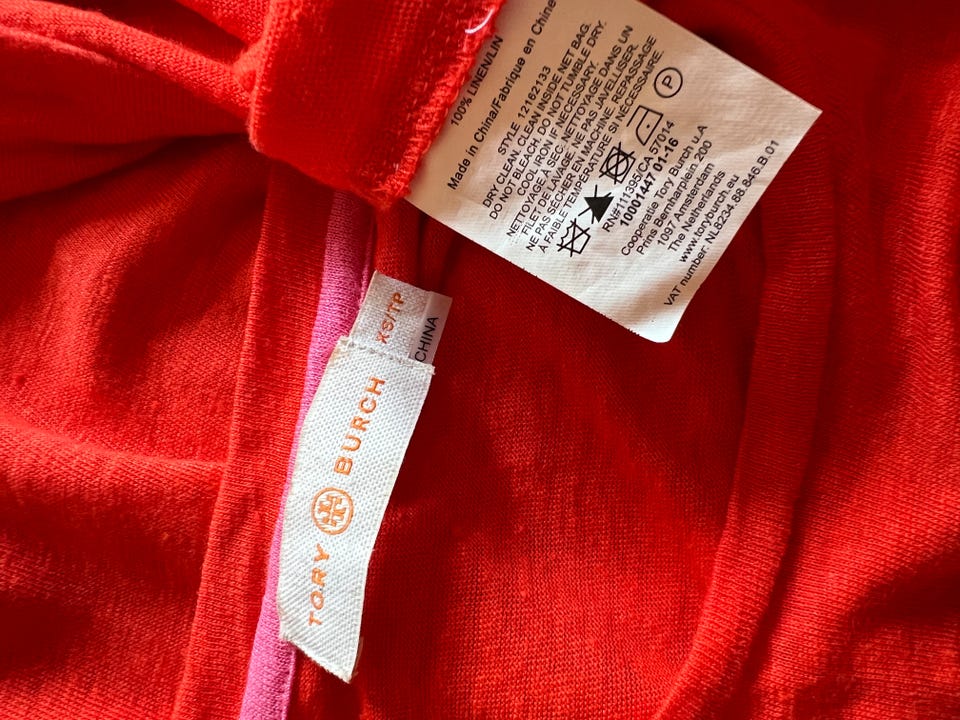 100% LINEN/LIN
Made in China/Fabriqué en Chine
STYLE 12162133
DRY CLEAN. CLEAN INSIDE NET BAG.
DO NOT BLEACH. DO NOT TUMBLE DRY.
COOL IRON IF NECESSARY.
NETTOYAGE À SEC. NETTOYAGE DANS UN
FILET DE LAVAGE. NE PAS JAVELLISER.
NE PAS SÉCHER EN MACHINE. REPASSAGE
À FAIBLE TEMPÉRATURE SI NÉCESSAIRE.
P
RN#111395/CA 57014
10001447 01-16
Cooperatie Tory Burch u.A
Prins Bernhardplein 200
1097 Amsterdam
The Netherlands
www.toryburch.eu
VAT number: NL8234.88.846.B.01
XS/TP
CHINA
TORY BURCH